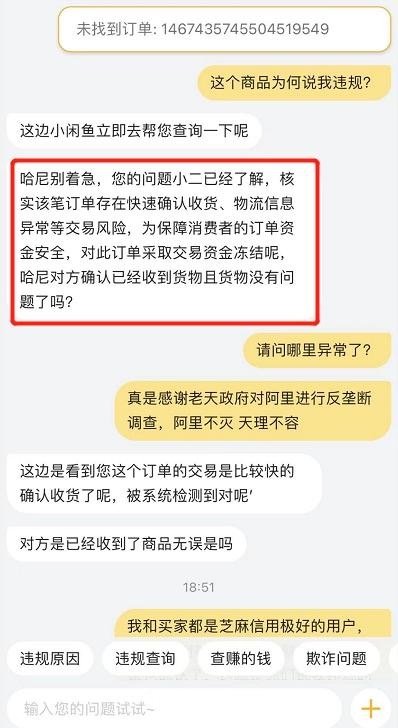 未找到订单: 1467435745504519549
这个商品为何说我违规?
这边小闲鱼立即去帮您查询一下呢
哈尼别着急，您的问题小二已经了解，核
实该笔订单存在快速确认收货、物流信息
异常等交易风险，为保障消费者的订单资
金安全，对此订单采取交易资金冻结呢，
哈尼对方确认已经收到货物且货物没有问
题了吗?
请问哪里异常了?
真是感谢老天政府对阿里进行反垄断
调查，阿里不灭 天理不容
这边是看到您这个订单的交易是比较快的
确认收货了呢，被系统检测到对呢'
对方是已经收到了商品无误是吗
18:51
我和买家都是芝麻信用极好的用户，
违规原因 违规查询 查赚的钱 欺诈问题
输入您的问题试试~